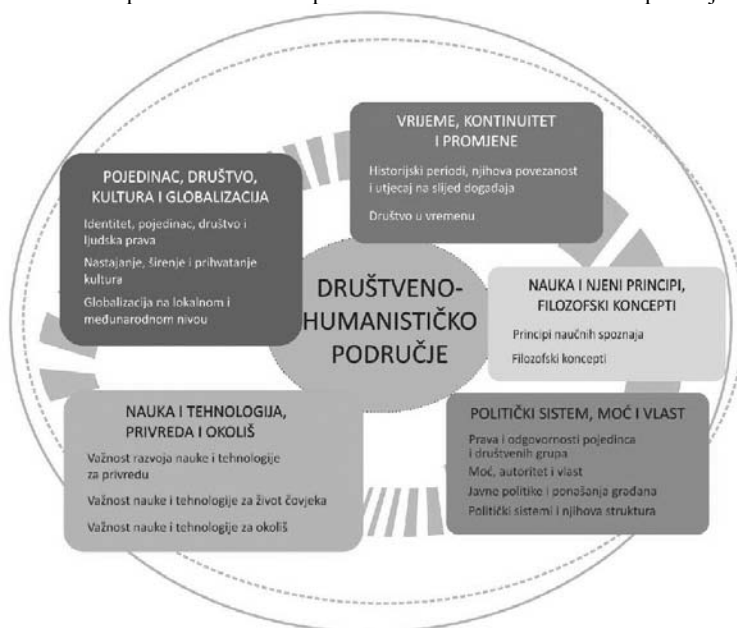 VRIJEME, KONTINUITET
I PROMJENE
Historijski periodi, njihova povezanost
i utjecaj na slijed događaja
Društvo u vremenu
POJEDINAC, DRUŠTVO,
KULTURA I GLOBALIZACIJA
Identitet, pojedinac, društvo i
ljudska prava
Nastajanje, širenje i prihvatanje
kultura
Globalizacija na lokalnom i
međunarodnom nivou
DRUŠTVENO-
HUMANISTIČKO
PODRUČJE
NAUKA I NJENI PRINCIPI,
FILOZOFSKI KONCEPTI
Principi naučnih spoznaja
Filozofski koncepti
NAUKA I TEHNOLOGIJA,
PRIVREDA I OKOLIŠ
Važnost razvoja nauke i tehnologije
za privredu
Važnost nauke i tehnologije za život čovjeka
Važnost nauke i tehnologije za okoliš
POLITIČKI SISTEM, MOĆ I VLAST
Prava i odgovornosti pojedinca
i društvenih grupa
Moć, autoritet i vlast
Javne politike i ponašanja građana
Politički sistemi i njihova struktura